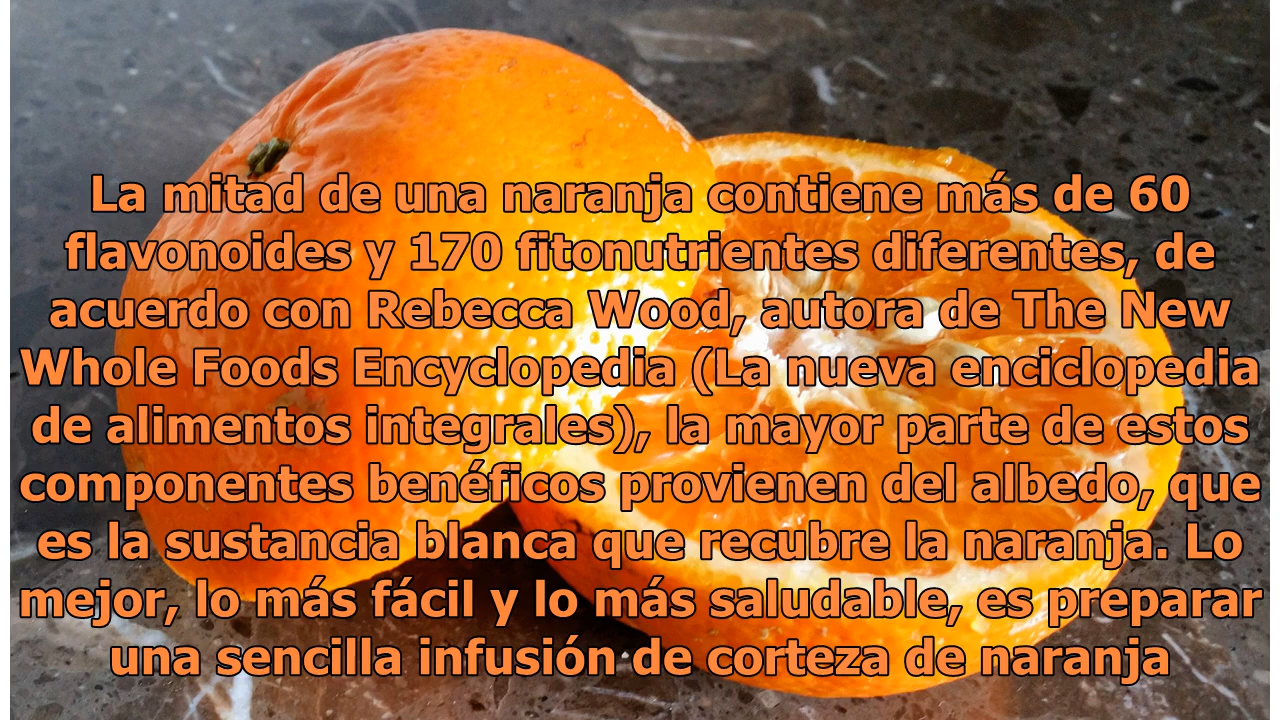 La mitad de una naranja contiene más de 60
flavonoides y 170 fitonutrientes diferentes, de
acuerdo con Rebecca Wood, autora de The New
Whole Foods Encyclopedia (La nueva enciclopedia
de alimentos integrales), la mayor parte de estos
componentes benéficos provienen del albedo, que
es la sustancia blanca que recubre la naranja. Lo
mejor, lo más fácil y lo más saludable, es preparar
una sencilla infusión de corteza de naranja